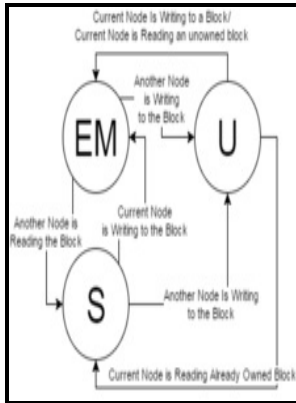 Current Node Is Writing to a Block/
Current Node is Reading an unowned block
Another Node
is Writing
to the Block
EM
U
Another Node is
Reading the Block
Current Node
is Writing to the Block
S
Another Node Is Writing
to the Block
Current Node is Reading Already Owned Block